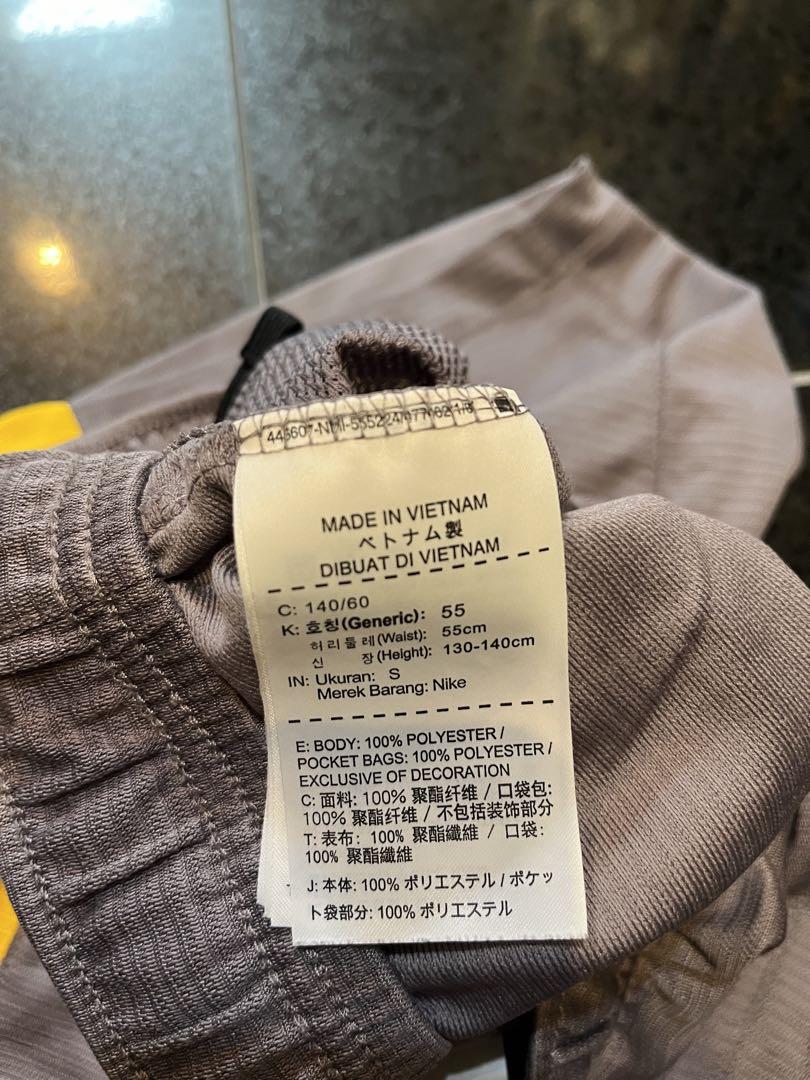 MADE IN VIETNAM
ベトナム製
DIBUAT DI VIETNAM
C: 140/60
K: 호칭(Generic): 55
허리둘레(Waist): 55cm
신 장(Height): 130-140cm
IN: Ukuran: S
Merek Barang: Nike
E: BODY: 100% POLYESTER /
POCKET BAGS: 100% POLYESTER /
EXCLUSIVE OF DECORATION
C: 面料: 100% 聚酯纤维 / 口袋包:
100% 聚酯纤维 / 不包括装饰部分
T: 表布: 100% 聚酯纖維 / 口袋:
100% 聚酯纖維
J: 本体: 100% ポリエステル / ポケッ
ト袋部分: 100% ポリエステル